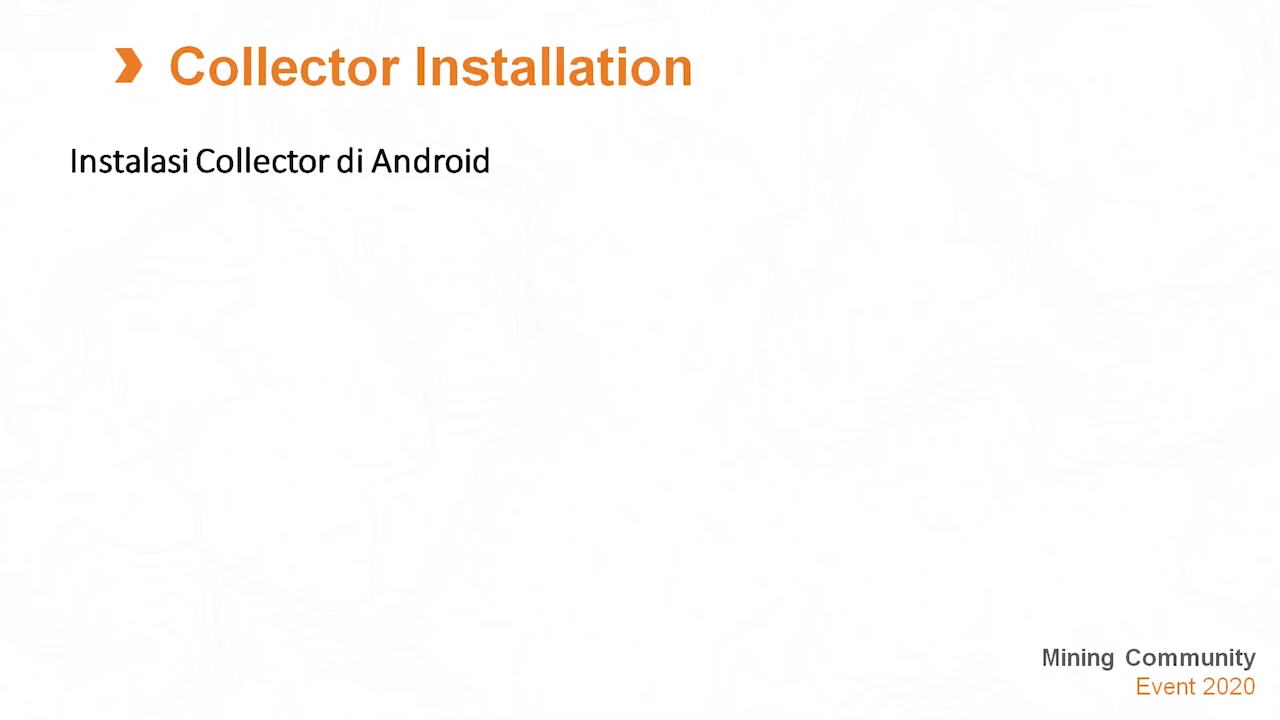 Collector Installation
Instalasi Collector di Android
Mining Community
Event 2020